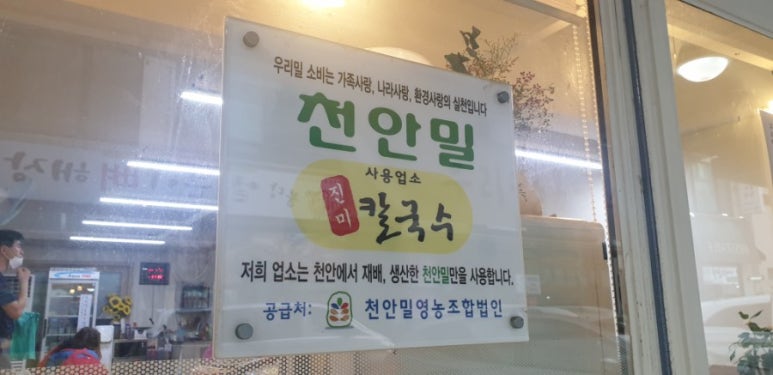 우리밀 소비는 가족사랑, 나라사랑, 환경사랑의 실천입니다
천안밀
사용업소
진미
칼국수
저희 업소는 천안에서 재배, 생산한 천안밀만을 사용합니다.
공급처: 천안밀영농조합법인